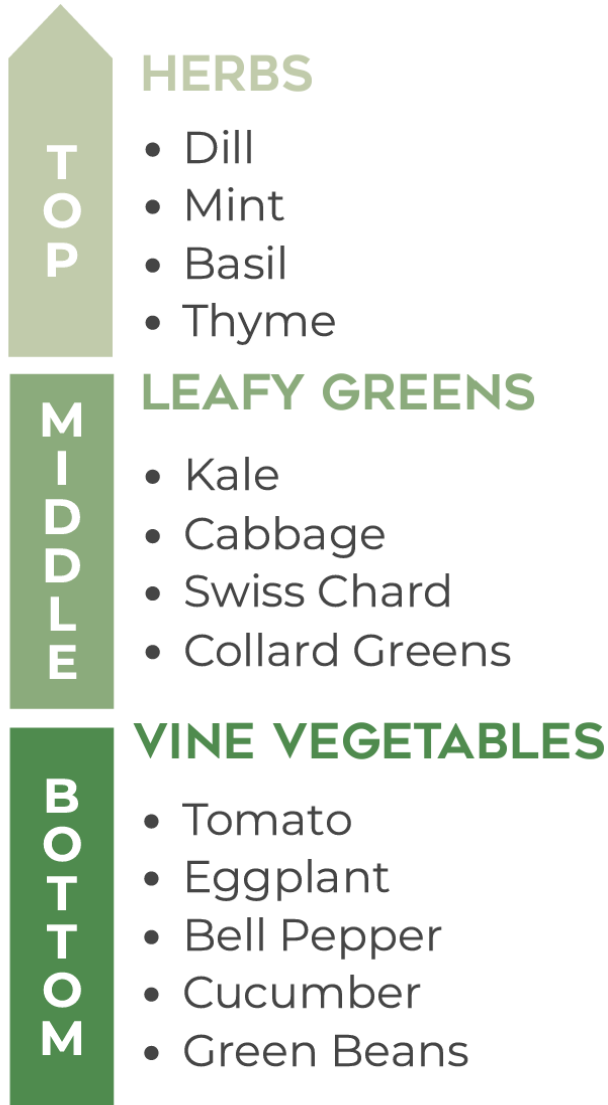 TOP
HERBS
• Dill
• Mint
• Basil
• Thyme
MIDDLE
LEAFY GREENS
• Kale
• Cabbage
• Swiss Chard
• Collard Greens
BOTTOM
VINE VEGETABLES
• Tomato
• Eggplant
• Bell Pepper
• Cucumber
• Green Beans